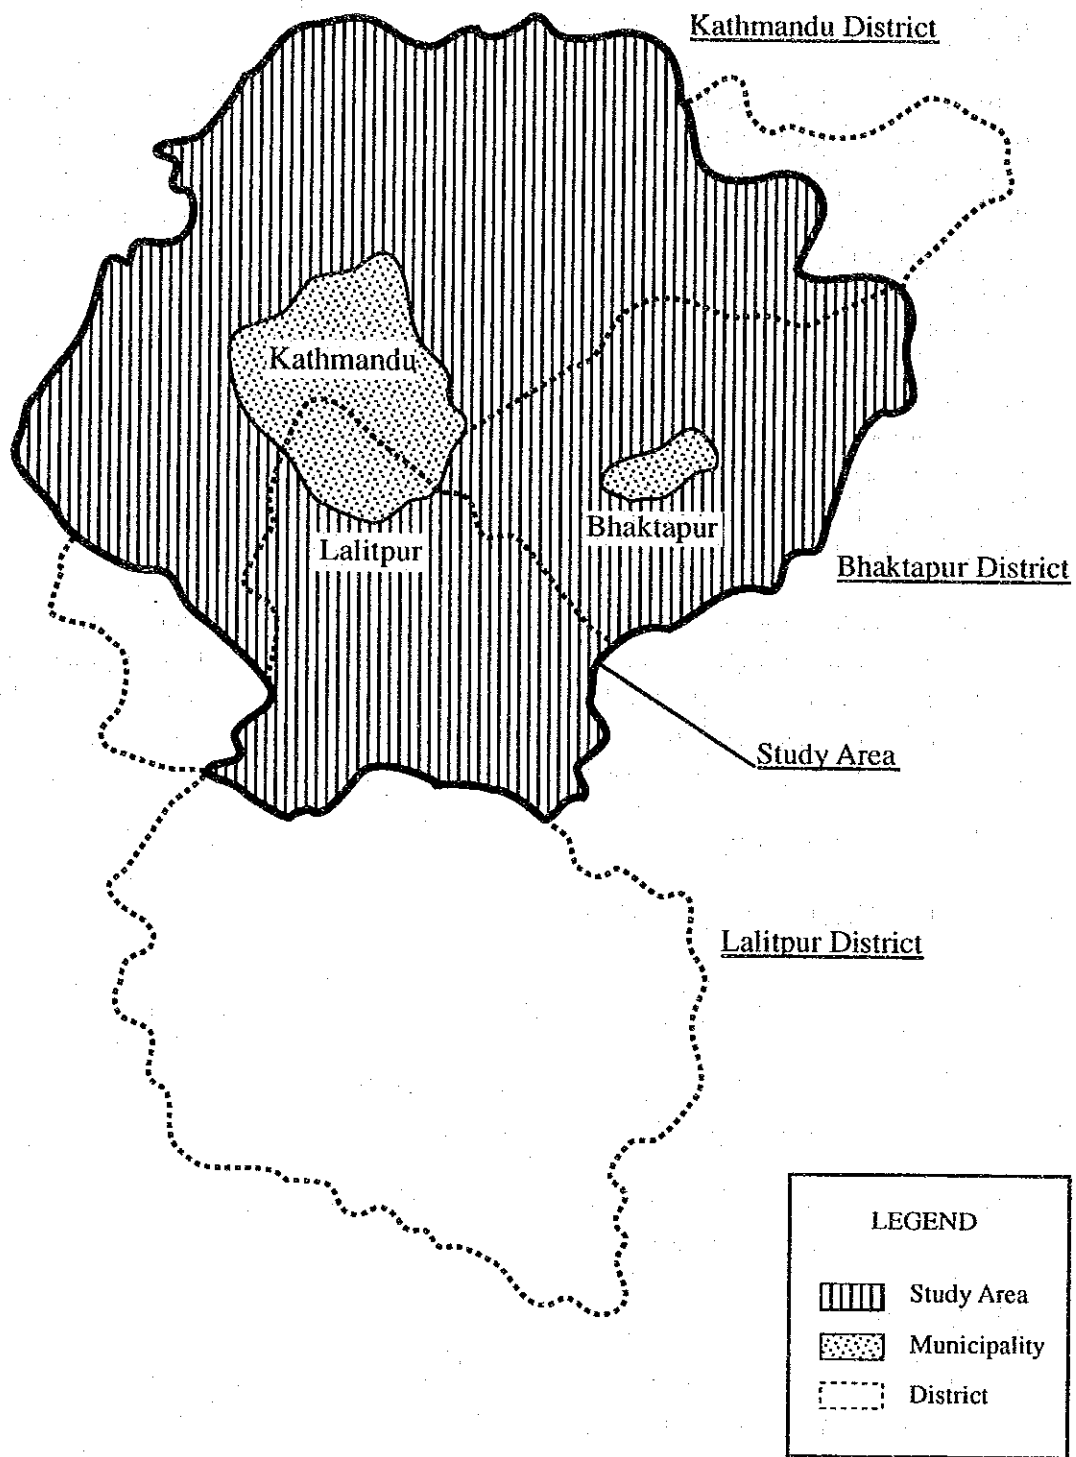 Kathmandu District
Kathmandu
Lalitpur
Bhaktapur
Bhaktapur District
Study Area
Lalitpur District
LEGEND
Study Area
Municipality
District